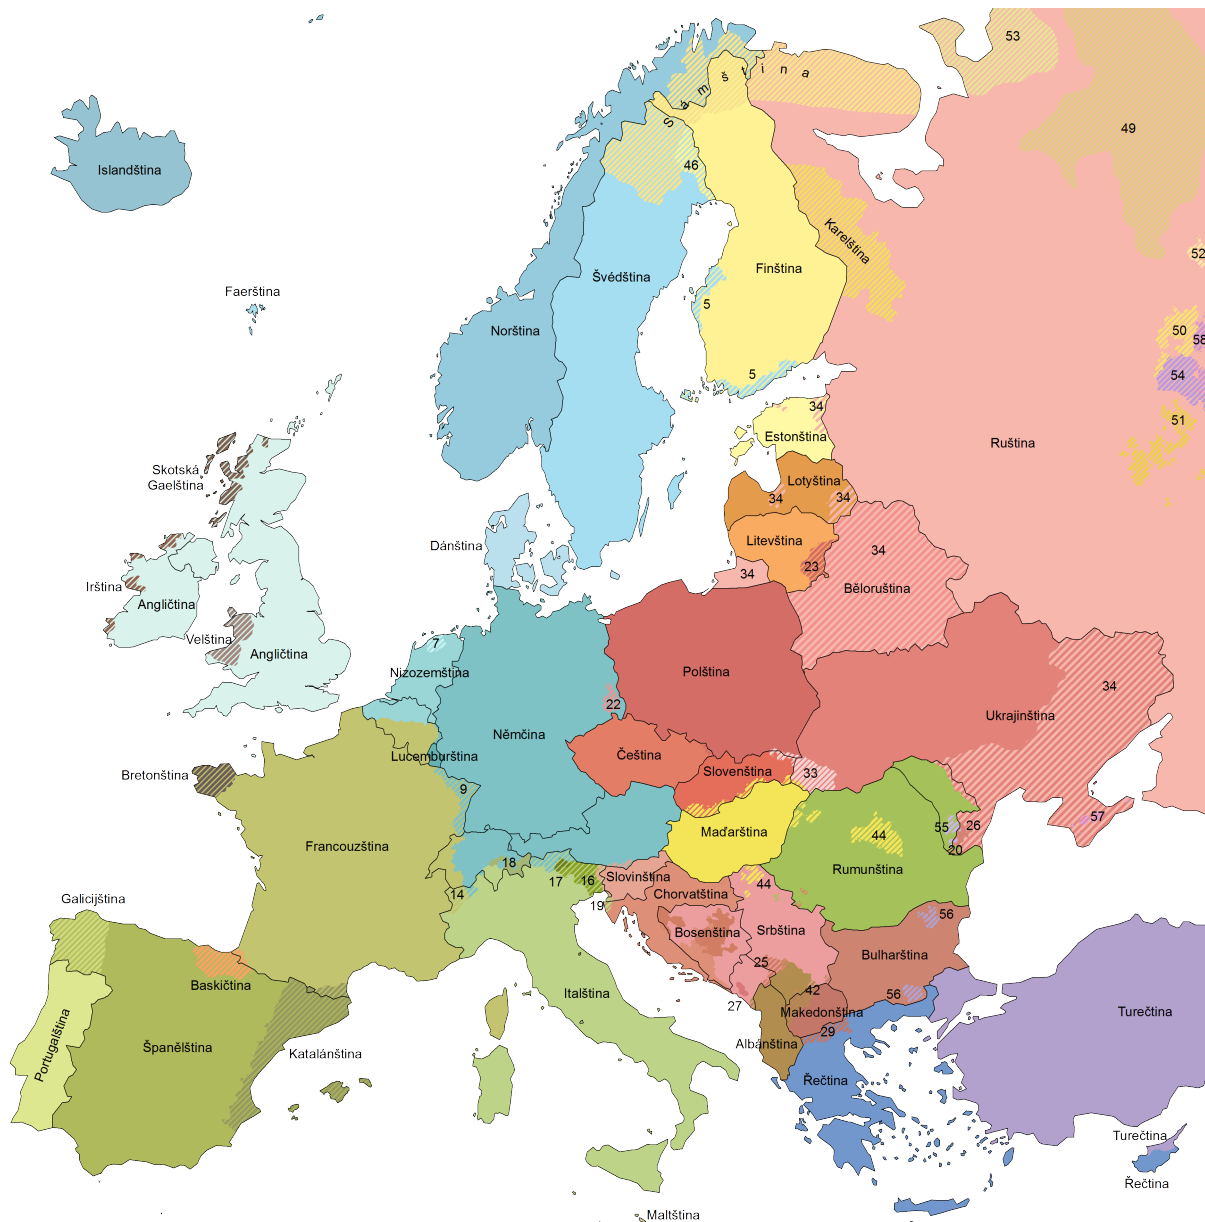 53
Sámština
49
46
Islandština
Karelština
52
Finština
Švédština
Faerština
5
50
Norština
58
5
54
34
51
Estonština
Ruština
Skotská
Gaelština
Lotyština
34
34
Litevština
Dánština
34
23
34
Irština
Běloruština
Angličtina
Velština
7
Angličtina
Nizozemština
Polština
34
22
Ukrajinština
Němčina
Lucemburština
Čeština
Slovenština
33
Bretonština
9
57
Maďarština
44
55
26
Francouzština
20
18
Rumunština
17
16
Slovinština
44
14
Chorvatština
Galicijština
19
56
Bosenština
Srbština
Bulharština
25
Baskičtina
42
56
Italština
27
Makedonština
Turečtina
29
Portugalština
Španělština
Katalánština
Albánština
Řečtina
Turečtina
Řečtina
Maltština